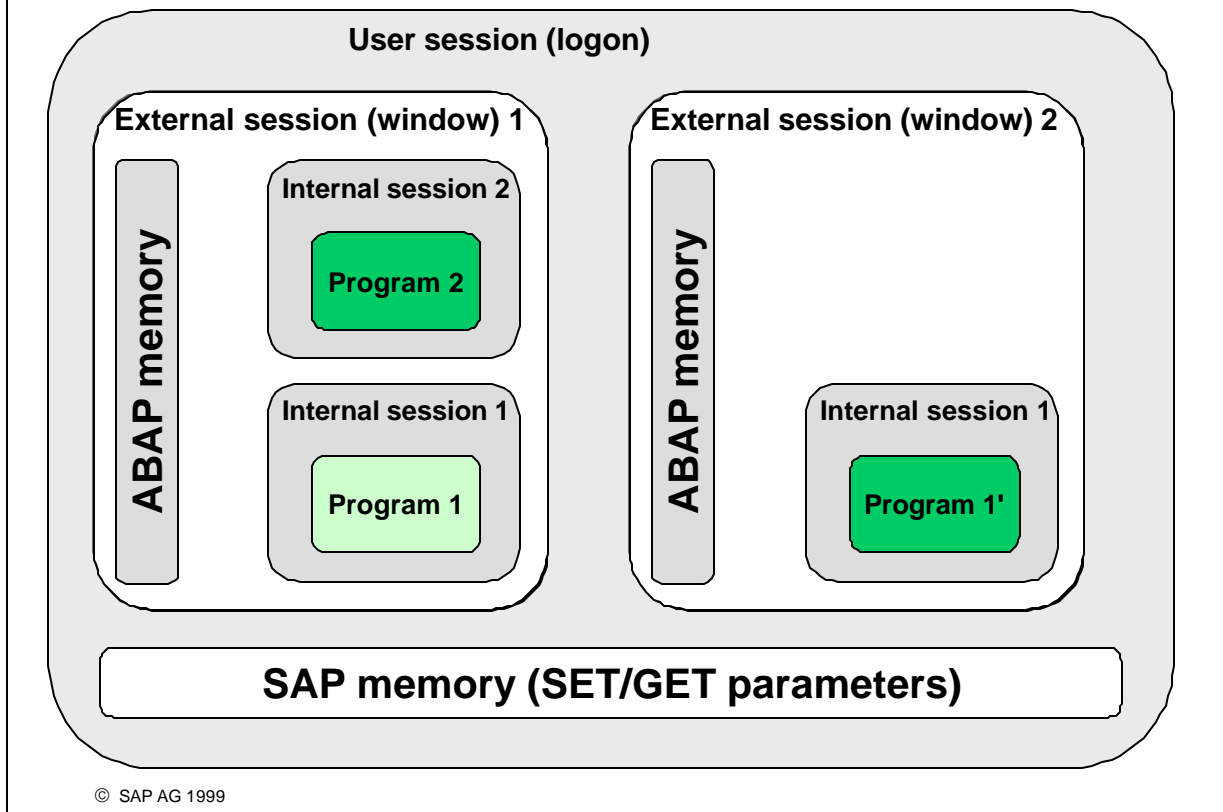 User session (logon)
External session (window) 1
ABAP memory
Internal session 2
Program 2
Internal session 1
Program 1
External session (window) 2
ABAP memory
Internal session 1
Program 1'
SAP memory (SET/GET parameters)
© SAP AG 1999